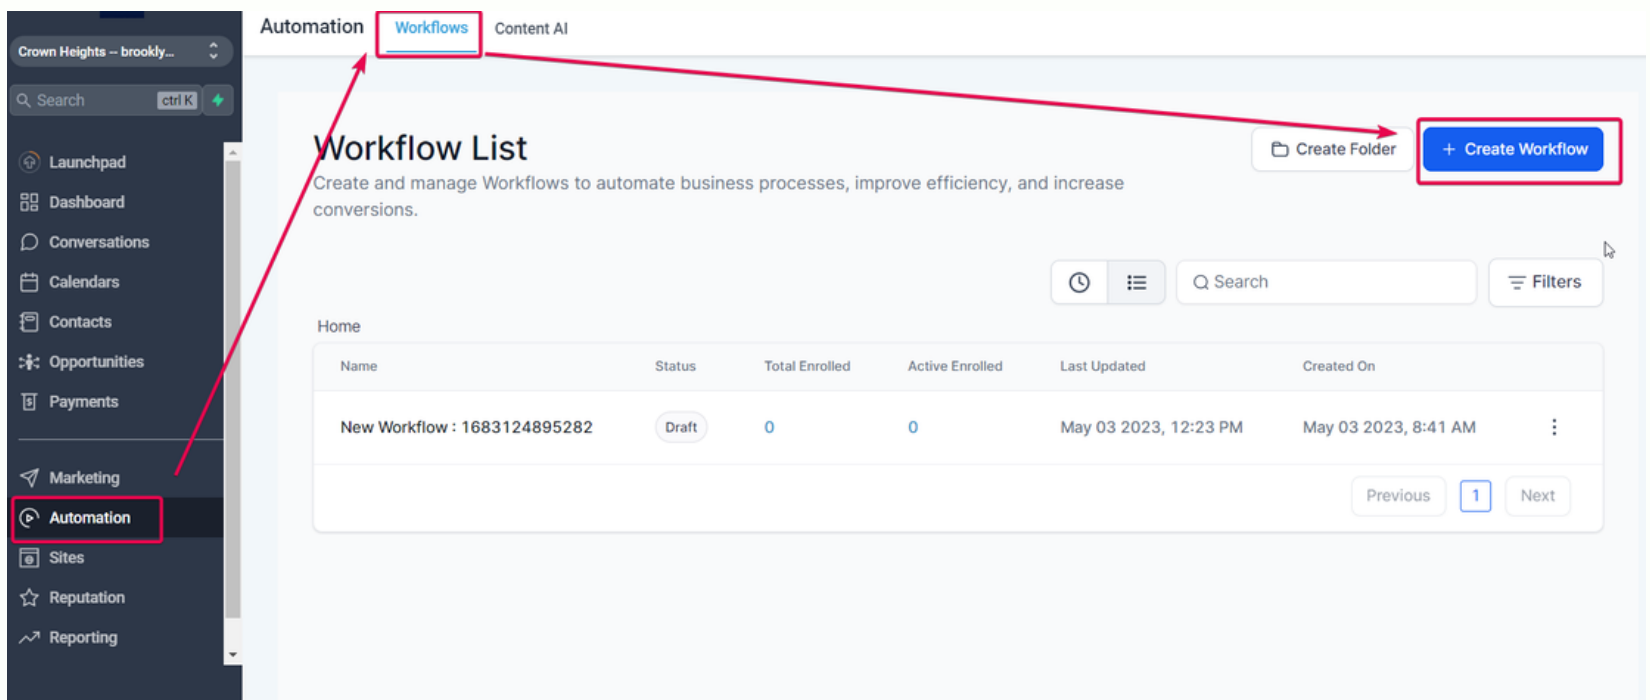 Crown Heights -- brookly...
Search ctrl K
Launchpad
Dashboard
Conversations
Calendars
Contacts
Opportunities
Payments
Marketing
Automation
Sites
Reputation
Reporting
Automation Workflows Content AI
Workflow List
Create and manage Workflows to automate business processes, improve efficiency, and increase
conversions.
Create Folder
+ Create Workflow
Search
Filters
Home
Name Status Total Enrolled Active Enrolled Last Updated Created On
New Workflow : 1683124895282 Draft 0 0 May 03 2023, 12:23 PM May 03 2023, 8:41 AM
Previous 1 Next